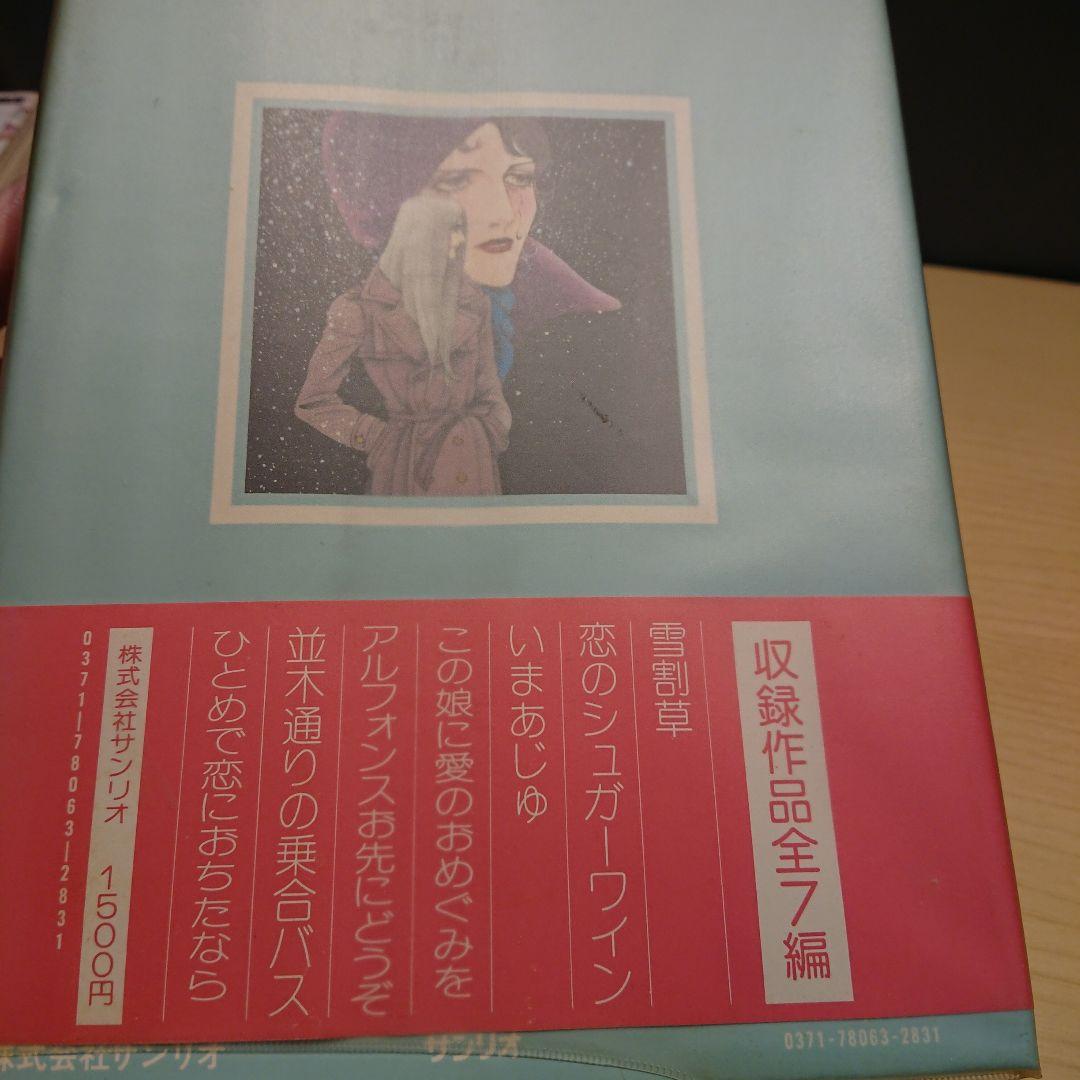 収録作品全7編
雪割草
恋のシュガーワイン
いまあじゅ
この娘に愛のおめぐみを
アルフォンスお先にどうぞ
並木通りの乗合バス
ひとめで恋におちたなら
株式会社サンリオ 1500円
0371-78063-2831
株式会社サンリオ
サンリオ
0371-78063-2831